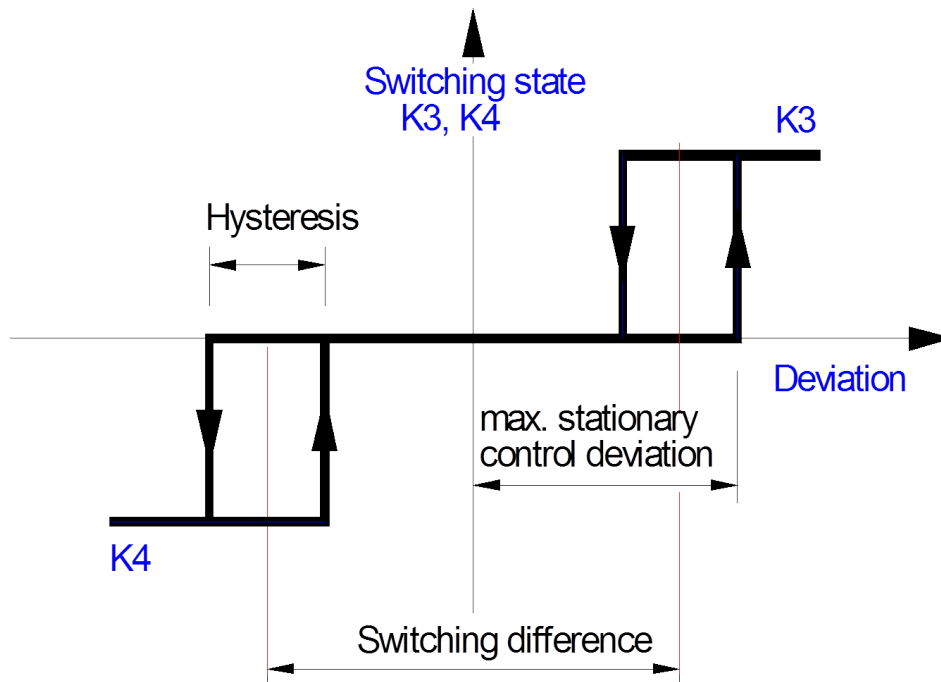 Switching state
K3, K4
K3
Hysteresis
Deviation
max. stationary
control deviation
K4
Switching difference